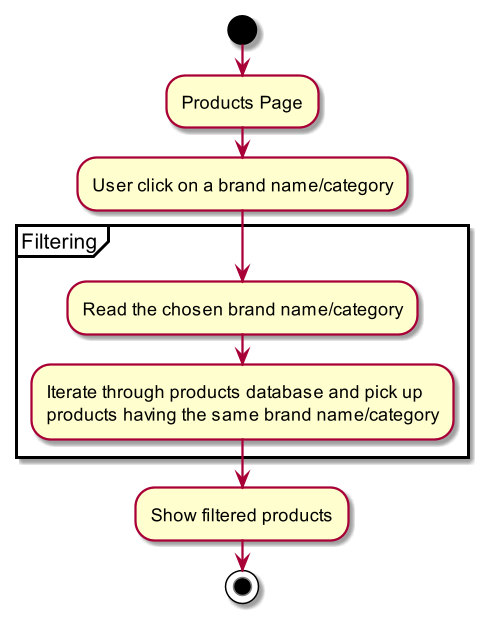 Products Page
User click on a brand name/category
Filtering
Read the chosen brand name/category
Iterate through products database and pick up
products having the same brand name/category
Show filtered products